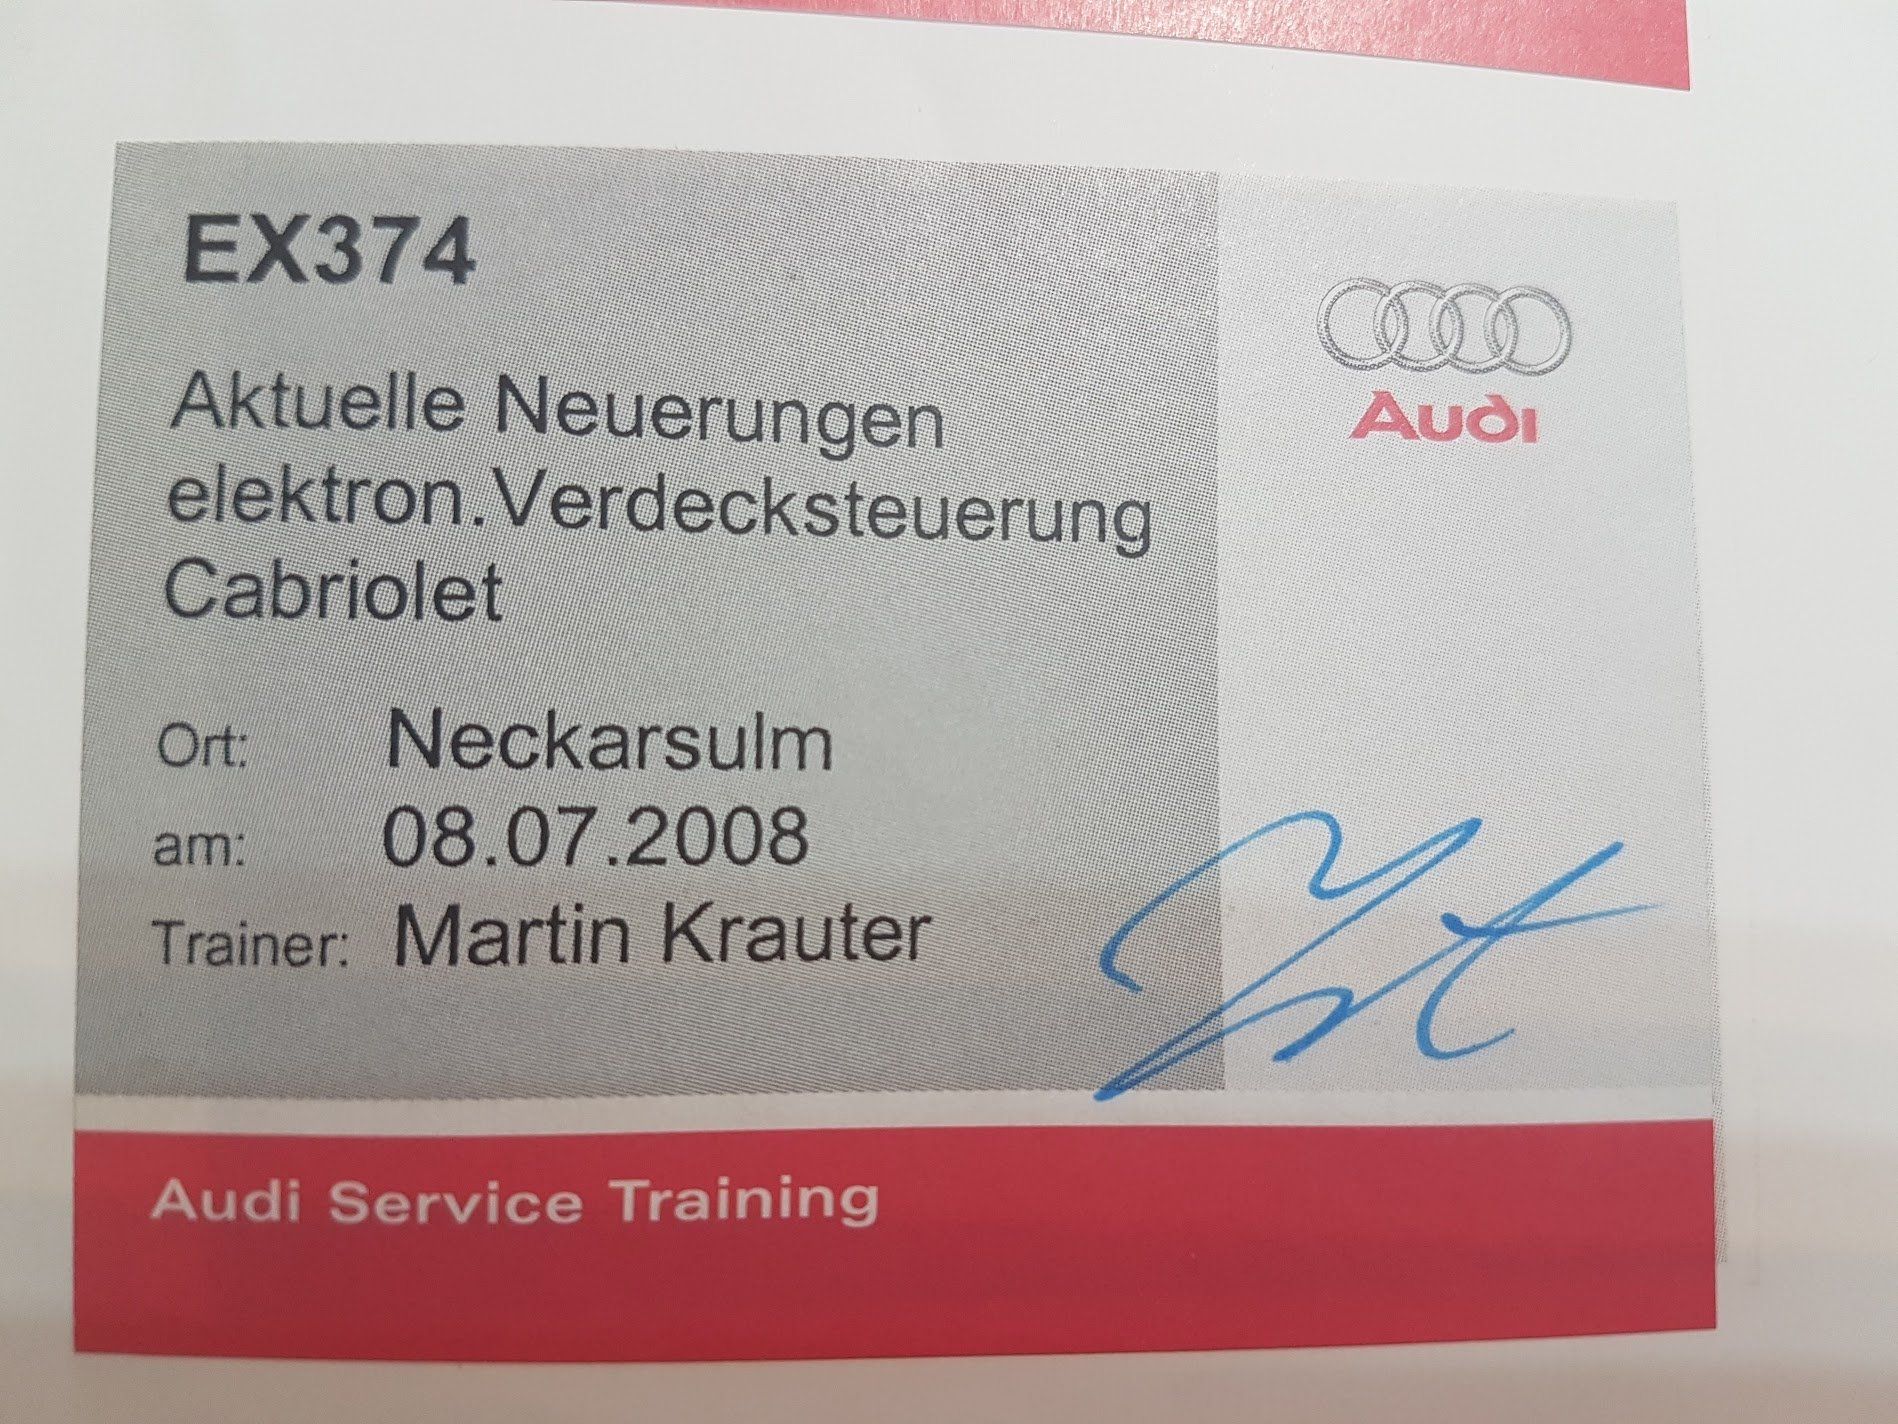 EX374
Aktuelle Neuerungen
elektron.Verdecksteuerung
Cabriolet
Ort: Neckarsulm
am: 08.07.2008
Trainer: Martin Krauter
Audi
Audi Service Training